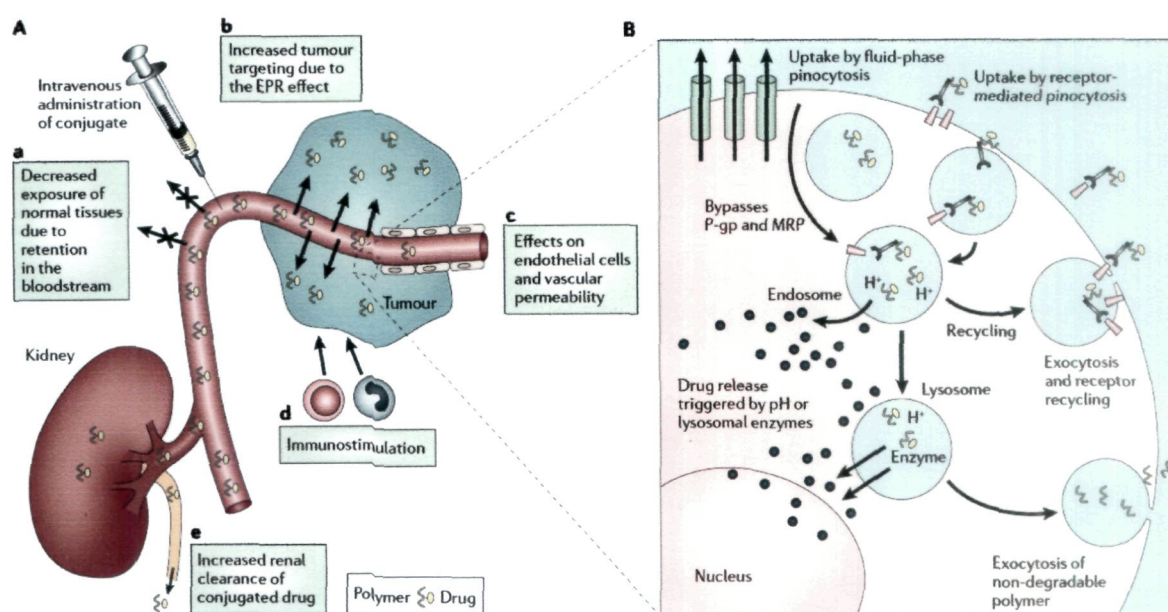 A
Intravenous
administration
of conjugate
a
Decreased
exposure of
normal tissues
due to
retention
in the
bloodstream
b
Increased tumour
targeting due to
the EPR effect
Tumour
c
Effects on
endothelial cells
and vascular
permeability
Kidney
d
Immunostimulation
e
Increased renal
clearance of
conjugated drug
Polymer Drug
B
Uptake by fluid-phase
pinocytosis
Uptake by receptor-
mediated pinocytosis
Bypasses
P-gp and MRP
H+
H+
Endosome
Recycling
Exocytosis
and receptor
recycling
Drug release
triggered by pH or
lysosomal enzymes
Lysosome
H+
Enzyme
Nucleus
Exocytosis of
non-degradable
polymer